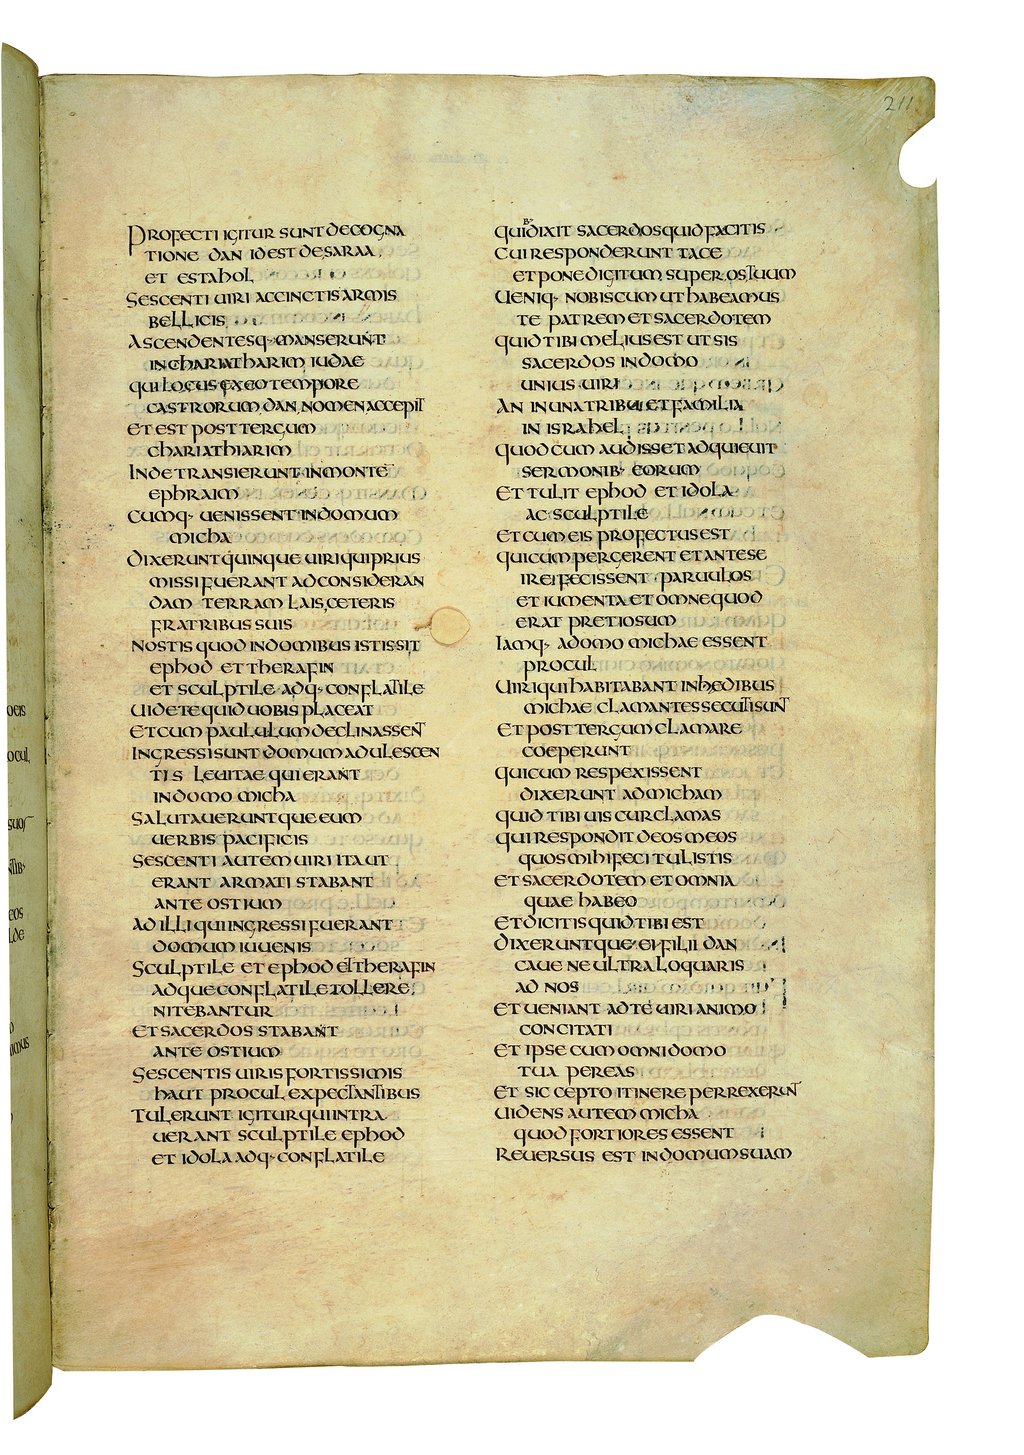 211
PROFECTI IGITUR SUNT DE COGNA
TIONE DAN ID EST DE SARAA
ET ESTAHOL
SESCENTI UIRI ACCINCTIS ARMIS
BELLICIS
ASCENDENTESQ· MANSERUNT
IN CHARIATHARIM IUDAE
QUI LOCUS EX EO TEMPORE
CASTRORUM DAN NOMEN ACCEPIT
ET EST POST TERGUM
CHARIATHIARIM
INDE TRANSIERUNT IN MONTE
EPHRAIM
CUMQ· UENISSENT IN DOMUM
MICHA
DIXERUNT QUINQUE UIRI QUI PRIUS
MISSI FUERANT AD CONSIDERAN
DAM TERRAM LAIS CETERIS
FRATRIBUS SUIS
NOSTIS QUOD IN DOMIBUS ISTIS SIT
EPHOD ET THERAFIN
ET SCULPTILE ADQ· CONFLATILE
UIDETE QUID UOBIS PLACEAT
ET CUM PAULULUM DECLINASSENT
INGRESSI SUNT DOMUM ADULESCEN
TIS LEUITAE QUI ERANT
IN DOMO MICHA
SALUTAUERUNTQUE EUM
UERBIS PACIFICIS
SESCENTI AUTEM UIRI ITA UT
ERANT ARMATI STABANT
ANTE OSTIUM
AD ILLI QUI INGRESSI FUERANT
DOMUM IUUENIS
SCULPTILE ET EPHOD ET THERAFIN
ADQUE CONFLATILE TOLLERE
NITEBANTUR
ET SACERDOS STABANT
ANTE OSTIUM
SESCENTIS UIRIS FORTISSIMIS
HAUT PROCUL EXPECTANTIBUS
TULERUNT IGITUR QUI INTRA
UERANT SCULPTILE EPHOD
ET IDOLA ADQ· CONFLATILE
QUIB· DIXIT SACERDOS QUID FACITIS
CUI RESPONDERUNT TACE
ET PONE DIGITUM SUPER OS TUUM
UENIQ· NOBISCUM UT HABEAMUS
TE PATREM ET SACERDOTEM
QUID TIBI MELIUS EST UT SIS
SACERDOS IN DOMO
UNIUS UIRI
AN IN UNA TRIBU ET FAMILIA
IN ISRAHEL
QUOD CUM AUDISSET ADQUIEUIT
SERMONIB· EORUM
ET TULIT EPHOD ET IDOLA
AC SCULPTILE
ET CUM EIS PROFECTUS EST
QUI CUM PERGERENT ET ANTE SE
IRE FECISSENT PARUULOS
ET IUMENTA ET OMNE QUOD
ERAT PRETIOSUM
IAMQ· A DOMO MICHAE ESSENT
PROCUL
UIRI QUI HABITABANT IN HEDIBUS
MICHAE CLAMANTES SECUTI SUNT
ET POST TERGUM CLAMARE
COEPERUNT
QUI CUM RESPEXISSENT
DIXERUNT AD MICHAM
QUID TIBI UIS CUR CLAMAS
QUI RESPONDIT DEOS MEOS
QUOS MIHI FECI TULISTIS
ET SACERDOTEM ET OMNIA
QUAE HABEO
ET DICITIS QUID TIBI EST
DIXERUNTQUE EI FILII DAN
CAUE NE ULTRA LOQUARIS
AD NOS
ET UENIANT AD TE UIRI ANIMO
CONCITATI
ET IPSE CUM OMNI DOMO
TUA PEREAS
ET SIC CEPTO ITINERE PERREXERUNT
UIDENS AUTEM MICHA
QUOD FORTIORES ESSENT
REUERSUS EST IN DOMUM SUAM